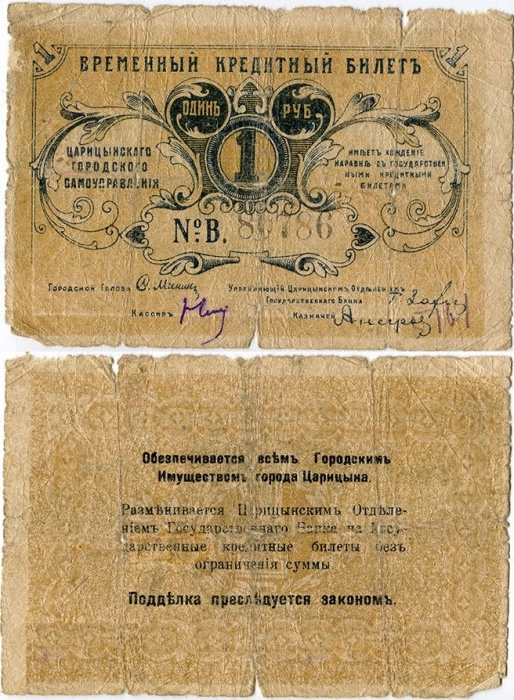 1 1
ВРЕМЕННЫЙ КРЕДИТНЫЙ БИЛЕТЪ
ОДИНЪ РУБ.
1
ЦАРИЦЫНСКАГО
ГОРОДСКОГО
САМОУПРАВЛЕНІЯ
ИМѢЕТЪ ХОЖДЕНІЕ
НАРАВНѢ СЪ ГОСУДАРСТВЕН
НЫМИ КРЕДИТНЫМИ
БИЛЕТАМИ
№ В. 80786
ГОРОДСКОЙ ГОЛОВА
УПРАВЛЯЮЩІЙ ЦАРИЦЫНСКИМЪ ОТДѢЛЕНІЕМЪ
ГОСУДАРСТВЕННАГО БАНКА
КАССИРЪ
КАЗНАЧЕЙ
Обезпечивается всѣмъ Городскимъ
Имуществомъ города Царицына.
Размѣнивается Царицынскимъ Отдѣле-
ніемъ Государственнаго Банка на Госу-
дарственные кредитные билеты безъ
ограниченія суммы
Поддѣлка преслѣдуется закономъ.